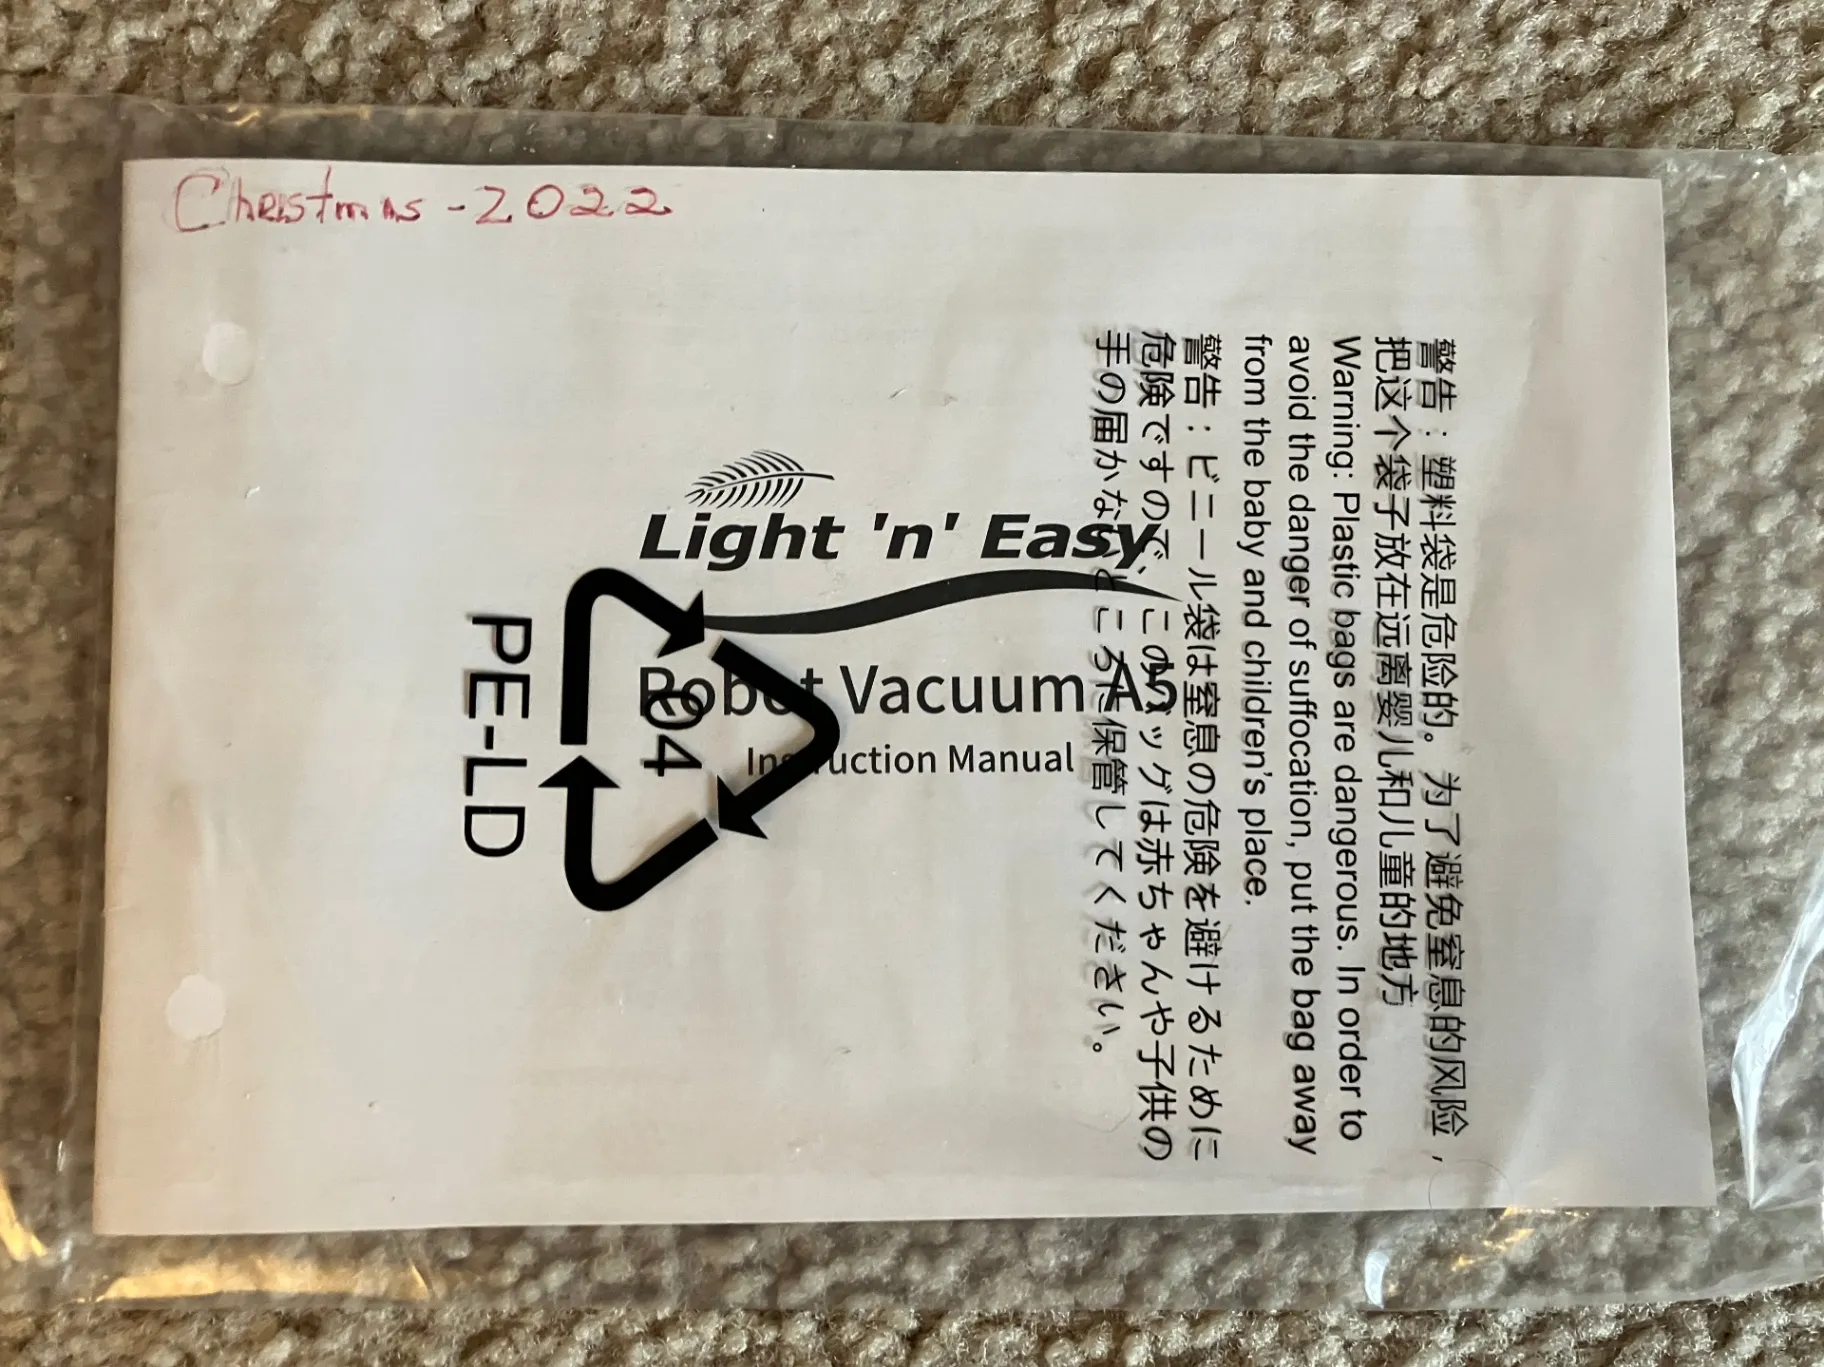 Christmas - 2022
Light 'n' Easy
Robot Vacuum A5
Instruction Manual
警告：塑料袋是危险的。为了避免窒息的风险，
把这个袋子放在远离婴儿和儿童的地方
Warning: Plastic bags are dangerous. In order to
avoid the danger of suffocation, put the bag away
from the baby and children's place.
警告：ビニール袋は窒息の危険を避けるために
危険ですので、このバッグは赤ちゃんや子供の
手の届かないところに保管してください。
04
PE-LD